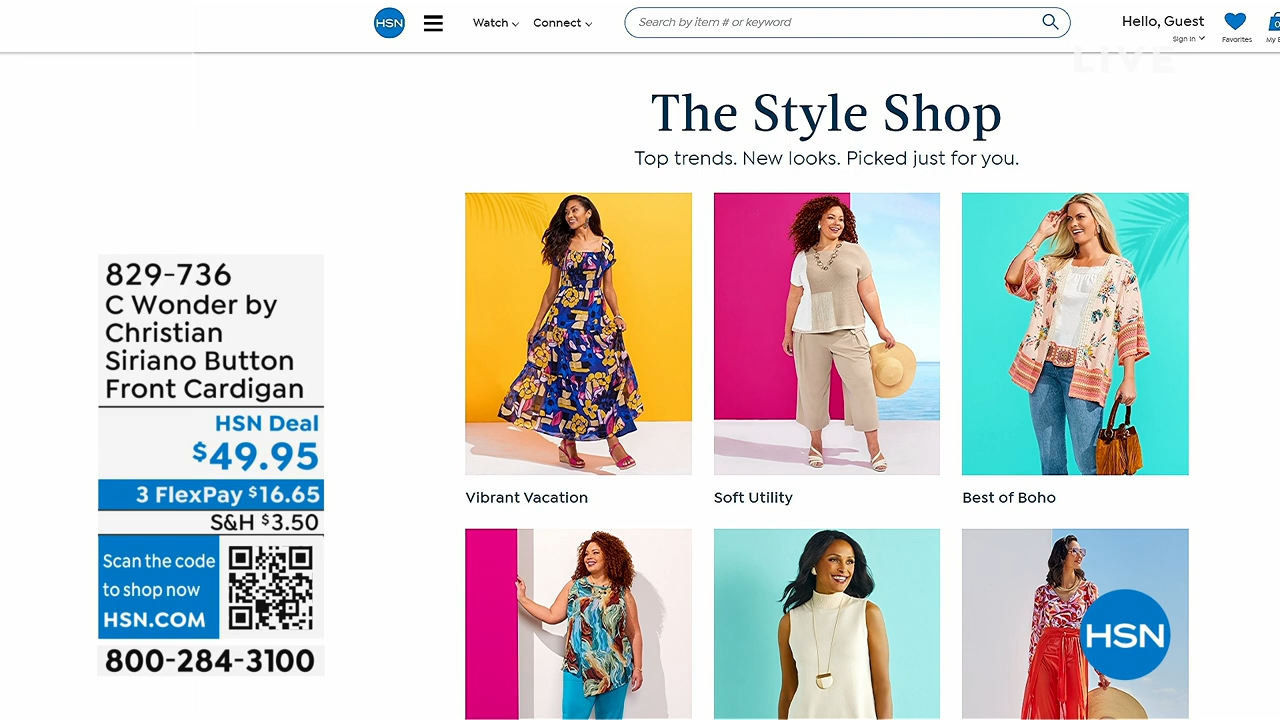 HSN
Watch
Connect
Search by item # or keyword
Hello, Guest
Sign In
Favorites
LIVE
The Style Shop
Top trends. New looks. Picked just for you.
829-736
C Wonder by
Christian
Siriano Button
Front Cardigan
HSN Deal
$49.95
3 FlexPay $16.65
S&H $3.50
Scan the code
to shop now
HSN.COM
800-284-3100
Vibrant Vacation
Soft Utility
Best of Boho
HSN